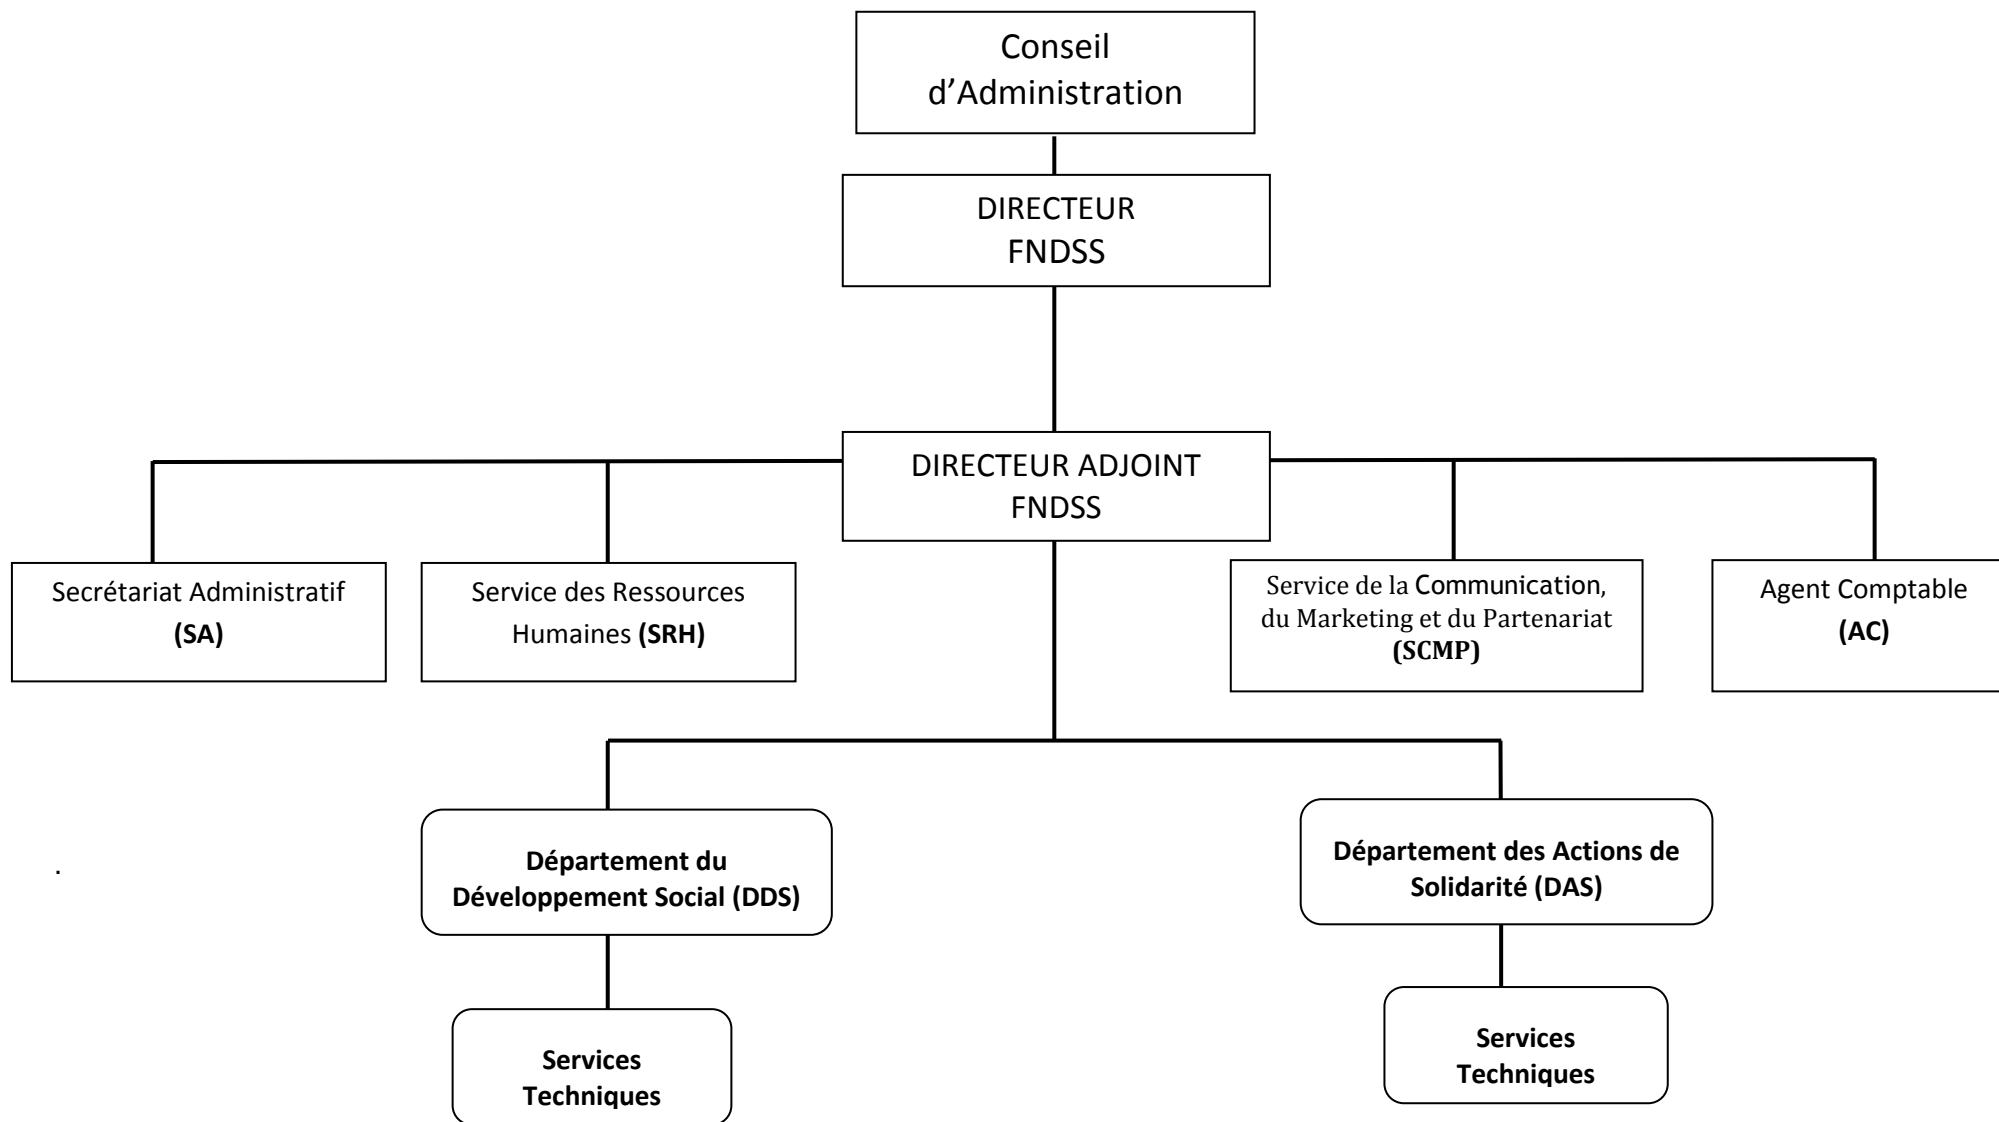 Conseil
d’Administration
DIRECTEUR
FNDSS
DIRECTEUR ADJOINT
FNDSS
Secrétariat Administratif
(SA)
Service des Ressources
Humaines (SRH)
Service de la Communication,
du Marketing et du Partenariat
(SCMP)
Agent Comptable
(AC)
Département du
Développement Social (DDS)
Département des Actions de
Solidarité (DAS)
.
Services
Techniques
Services
Techniques